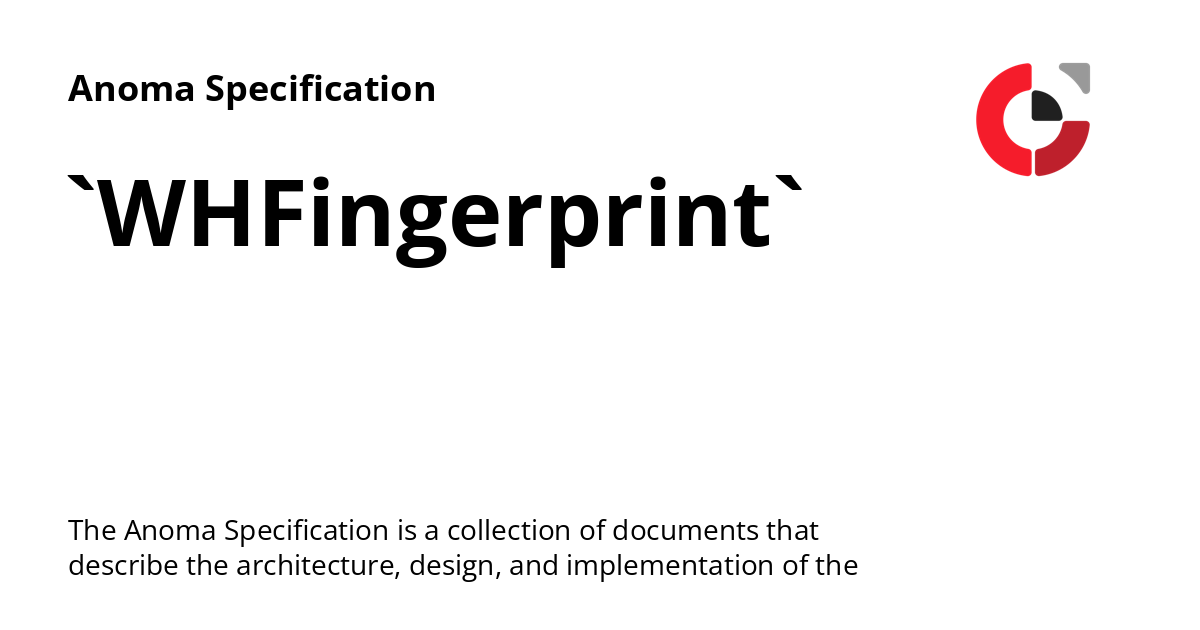 Anoma Specification
`WHFingerprint`
The Anoma Specification is a collection of documents that
describe the architecture, design, and implementation of the